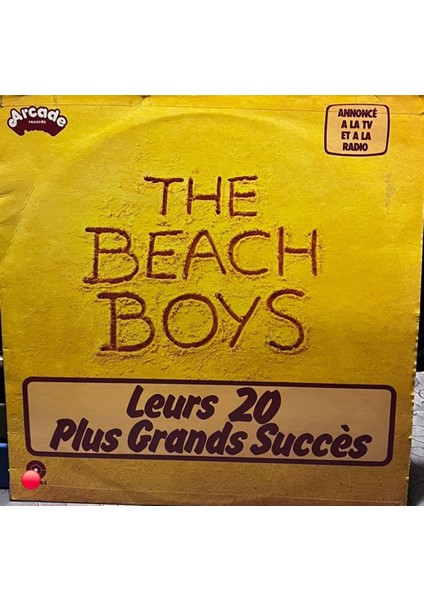 Arcade
records
ANNONCÉ
A LA TV
ET A LA
RADIO
THE
BEACH
BOYS
Leurs 20
Plus Grands Succès